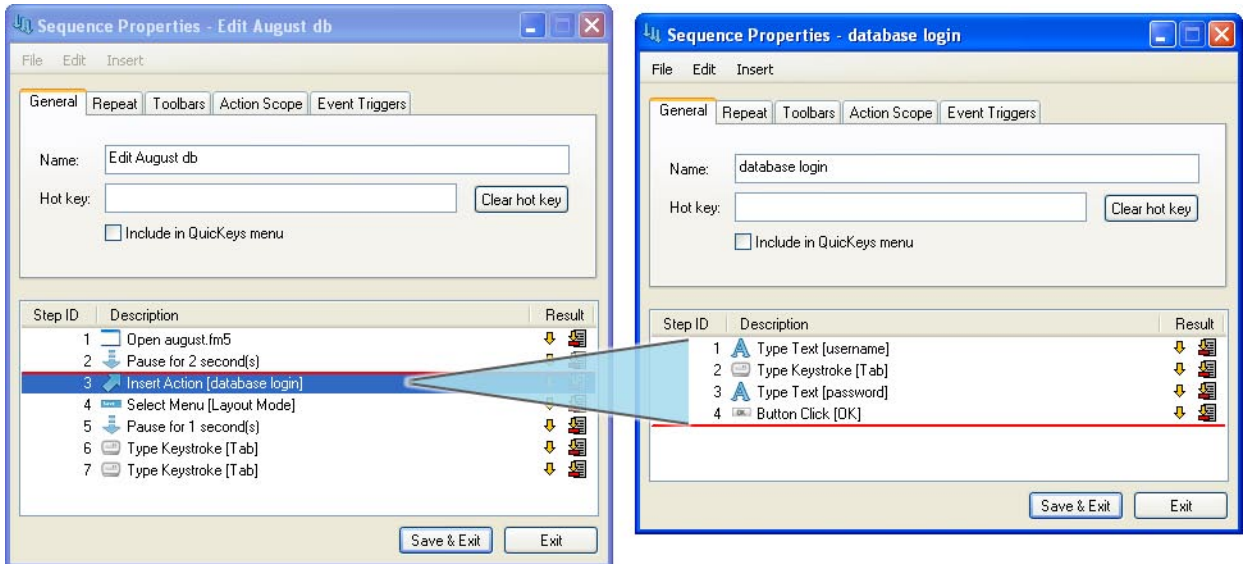 Sequence Properties - Edit August db
File Edit Insert
General Repeat Toolbars Action Scope Event Triggers
Name: Edit August db
Hot key: Clear hot key
Include in QuicKeys menu
Step ID Description Result
1 Open august.fm5
2 Pause for 2 second(s)
3 Insert Action [database login]
4 Select Menu [Layout Mode]
5 Pause for 1 second(s)
6 Type Keystroke [Tab]
7 Type Keystroke [Tab]
Save & Exit Exit
Sequence Properties - database login
File Edit Insert
General Repeat Toolbars Action Scope Event Triggers
Name: database login
Hot key: Clear hot key
Include in QuicKeys menu
Step ID Description Result
1 Type Text [username]
2 Type Keystroke [Tab]
3 Type Text [password]
4 Button Click [OK]
Save & Exit Exit